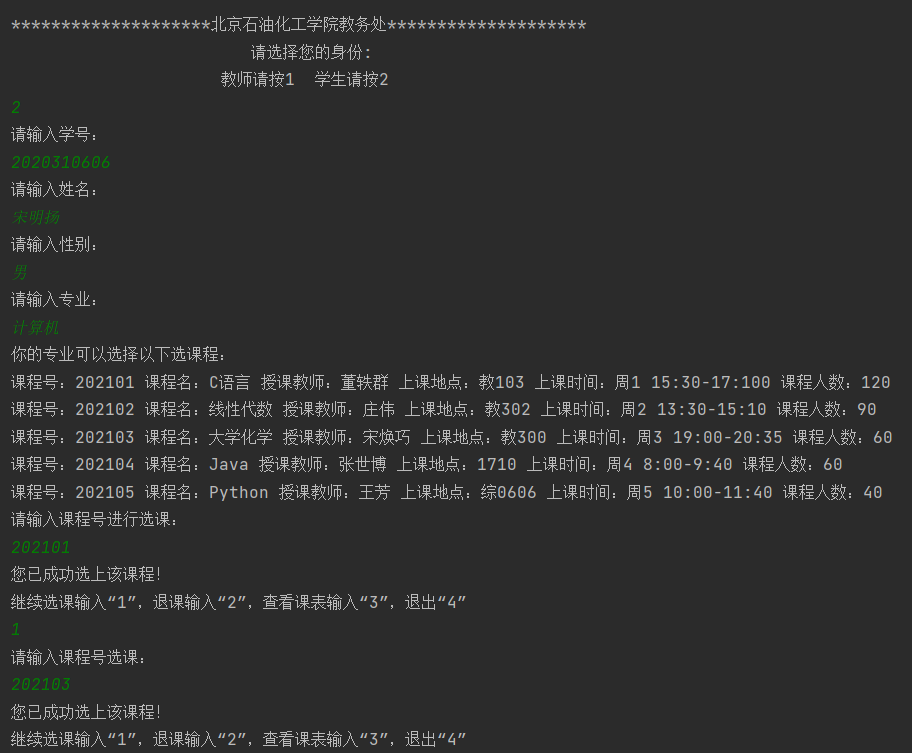 ********************北京石油化工学院教务处********************
请选择您的身份:
教师请按1  学生请按2
2
请输入学号:
2020310606
请输入姓名:
宋明扬
请输入性别:
男
请输入专业:
计算机
你的专业可以选择以下选课程:
课程号: 202101 课程名: C语言 授课教师: 董轶群 上课地点: 教103 上课时间: 周1 15:30-17:100 课程人数: 120
课程号: 202102 课程名: 线性代数 授课教师: 庄伟 上课地点: 教302 上课时间: 周2 13:30-15:10 课程人数: 90
课程号: 202103 课程名: 大学化学 授课教师: 宋焕巧 上课地点: 教300 上课时间: 周3 19:00-20:35 课程人数: 60
课程号: 202104 课程名: Java 授课教师: 张世博 上课地点: 1710 上课时间: 周4 8:00-9:40 课程人数: 60
课程号: 202105 课程名: Python 授课教师: 王芳 上课地点: 综0606 上课时间: 周5 10:00-11:40 课程人数: 40
请输入课程号进行选课:
202101
您已成功选上该课程!
继续选课输入“1”, 退课输入“2”, 查看课表输入“3”, 退出“4”
1
请输入课程号选课:
202103
您已成功选上该课程!
继续选课输入“1”, 退课输入“2”, 查看课表输入“3”, 退出“4”